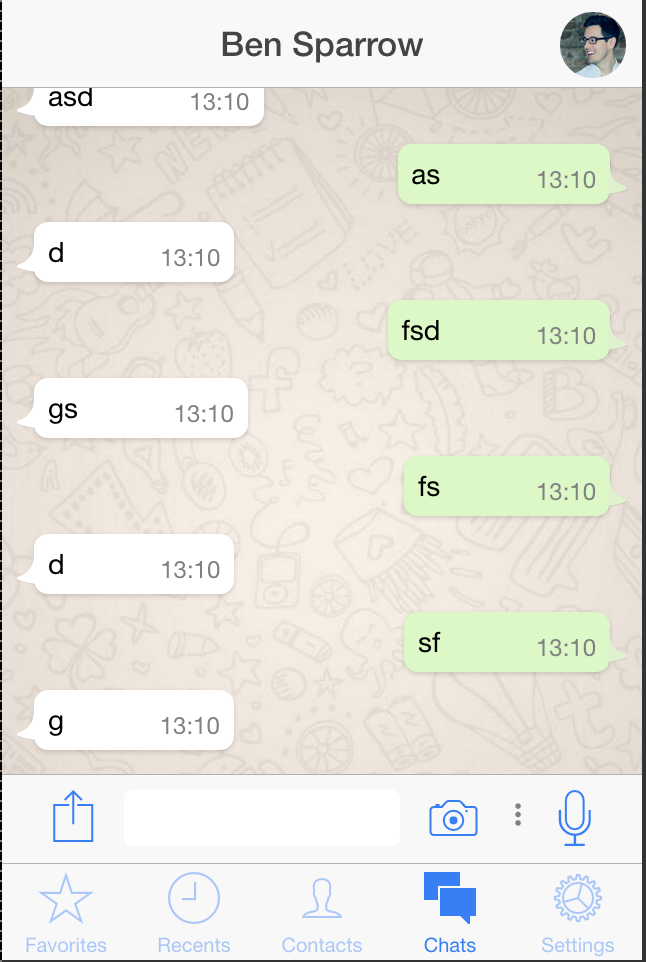 Ben Sparrow
asd 13:10
as 13:10
d 13:10
fsd 13:10
gs 13:10
fs 13:10
d 13:10
sf 13:10
g 13:10
Favorites Recents Contacts Chats Settings